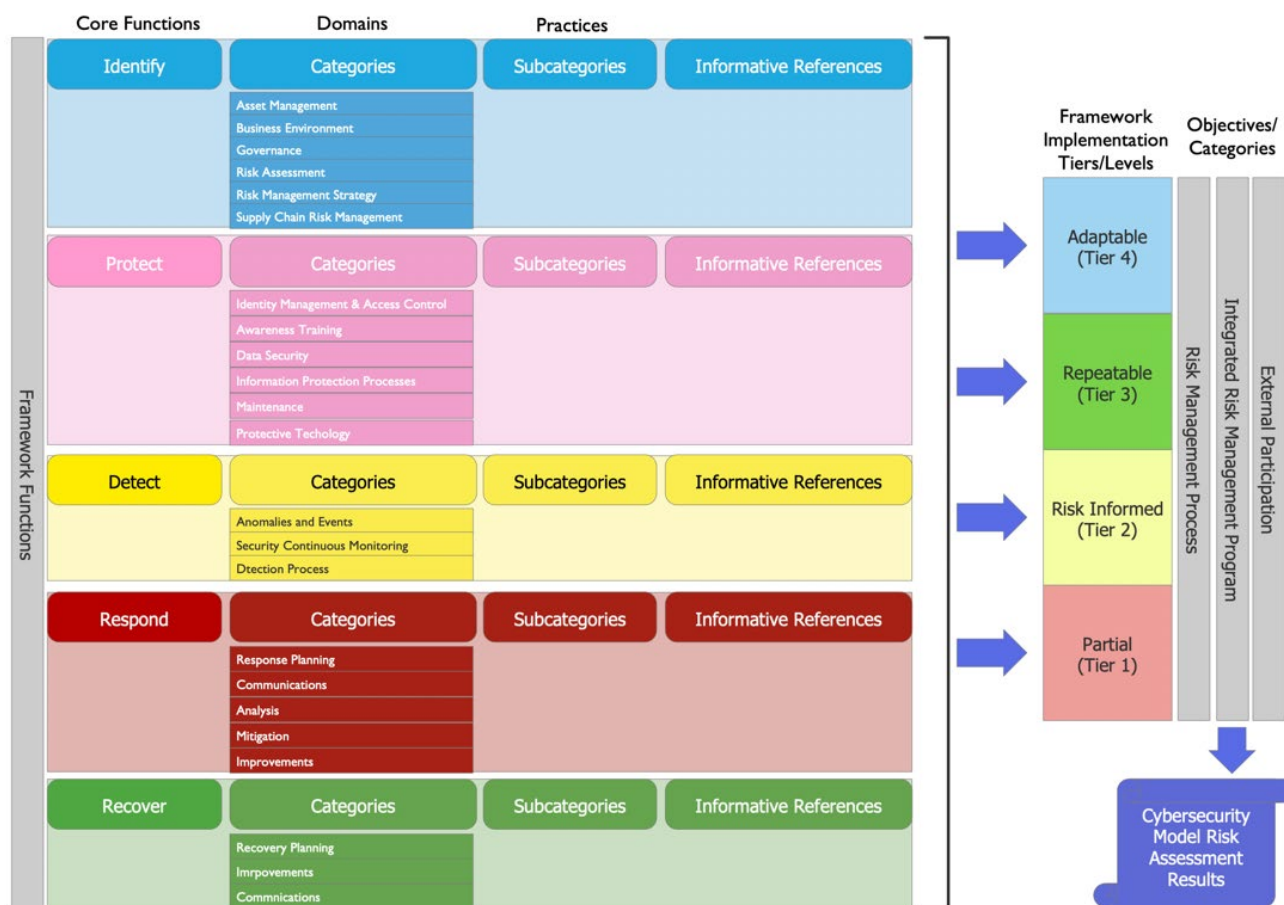 Core Functions
Domains
Practices
Framework Functions
Identify
Categories
Subcategories
Informative References
Asset Management
Business Environment
Governance
Risk Assessment
Risk Management Strategy
Supply Chain Risk Management
Protect
Categories
Subcategories
Informative References
Identity Management & Access Control
Awareness Training
Data Security
Information Protection Processes
Maintenance
Protective Techology
Detect
Categories
Subcategories
Informative References
Anomalies and Events
Security Continuous Monitoring
Dtection Process
Respond
Categories
Subcategories
Informative References
Response Planning
Communications
Analysis
Mitigation
Improvements
Recover
Categories
Subcategories
Informative References
Recovery Planning
Imrpovements
Commnications
Framework
Implementation
Tiers/Levels
Objectives/
Categories
Adaptable
(Tier 4)
Repeatable
(Tier 3)
Risk Informed
(Tier 2)
Partial
(Tier 1)
Risk Management Process
Integrated Risk Management Program
External Participation
Cybersecurity
Model Risk
Assessment
Results